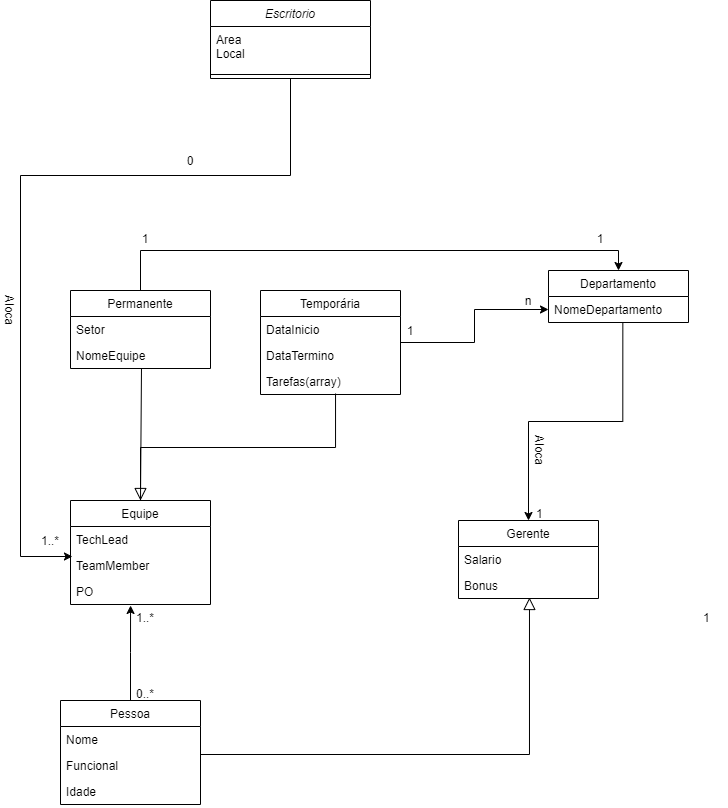 Escritorio
Area
Local
0
Aloca
1
1
Permanente
Setor
NomeEquipe
Temporária
DataInicio
DataTermino
Tarefas(array)
1
n
Departamento
NomeDepartamento
Aloca
1
Equipe
TechLead
TeamMember
PO
1..*
Gerente
Salario
Bonus
1..*
1
0..*
Pessoa
Nome
Funcional
Idade